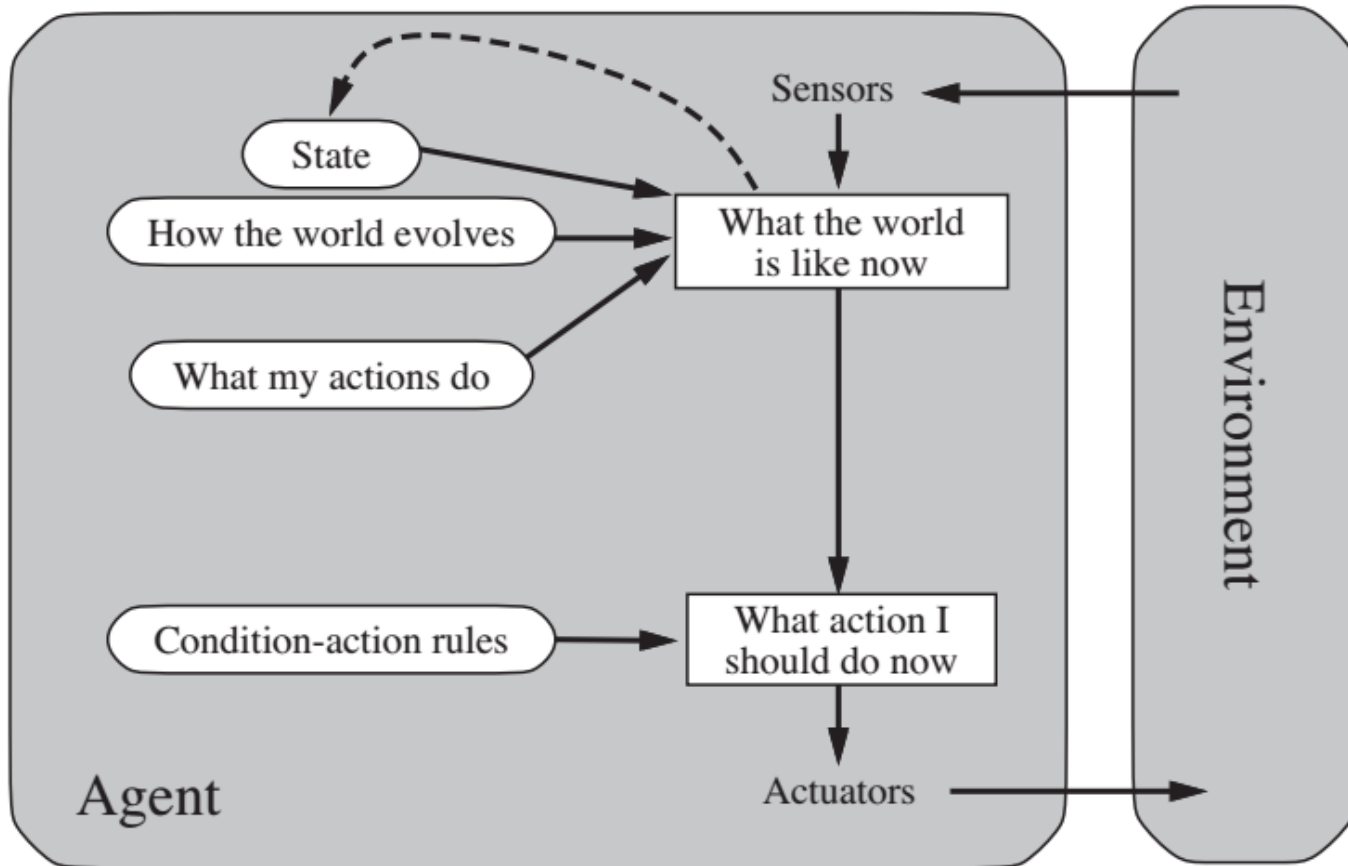 Sensors
State
What the world
is like now
How the world evolves
What my actions do
Environment
Condition-action rules
What action I
should do now
Agent
Actuators